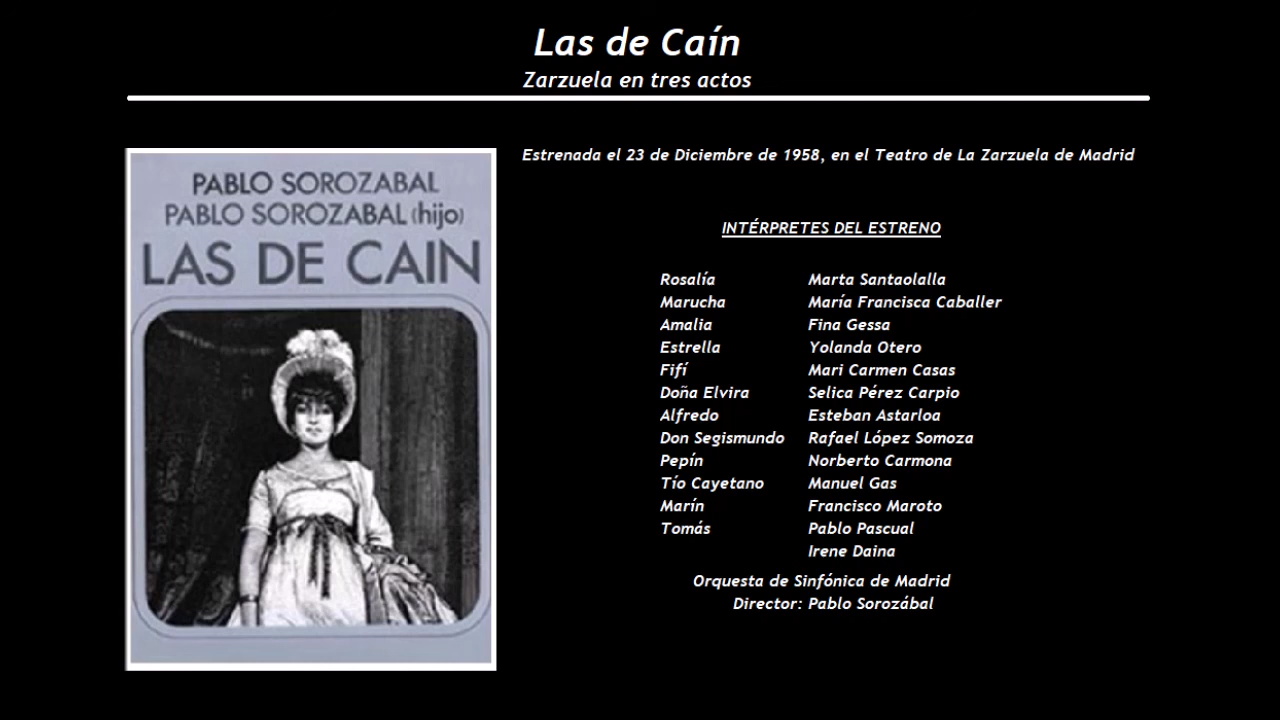 Las de Caín
Zarzuela en tres actos
PABLO SOROZABAL
PABLO SOROZABAL (hijo)
LAS DE CAIN
Estrenada el 23 de Diciembre de 1958, en el Teatro de La Zarzuela de Madrid
INTÉRPRETES DEL ESTRENO
Rosalía Marta Santaolalla
Marucha María Francisca Caballer
Amalia Fina Gessa
Estrella Yolanda Otero
Fifí Mari Carmen Casas
Doña Elvira Selica Pérez Carpio
Alfredo Esteban Astarloa
Don Segismundo Rafael López Somoza
Pepín Norberto Carmona
Tío Cayetano Manuel Gas
Marín Francisco Maroto
Tomás Pablo Pascual
Irene Daina
Orquesta de Sinfónica de Madrid
Director: Pablo Sorozábal